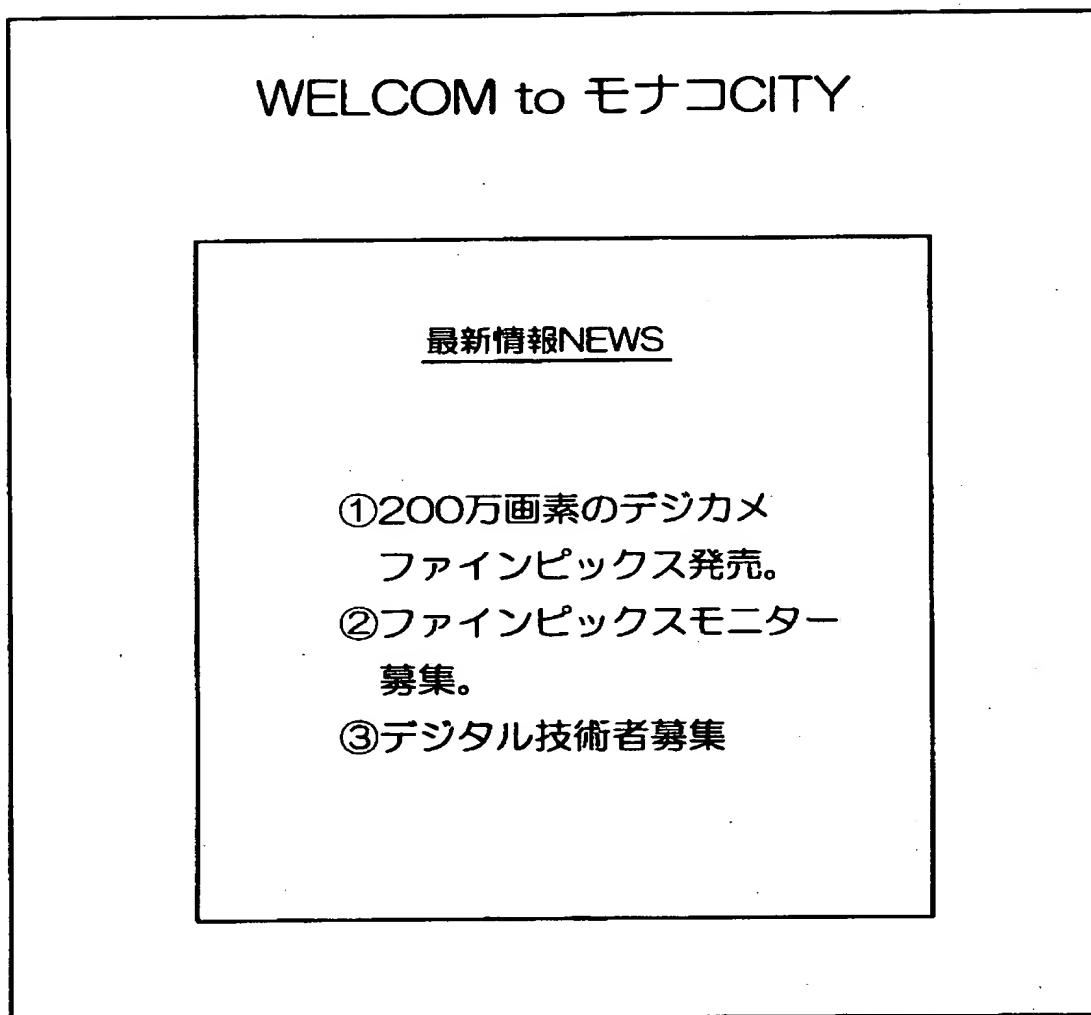 WELCOM to モナコCITY
最新情報NEWS
①200万画素のデジカメ
ファインピックス発売。
②ファインピックスモニター
募集。
③デジタル技術者募集